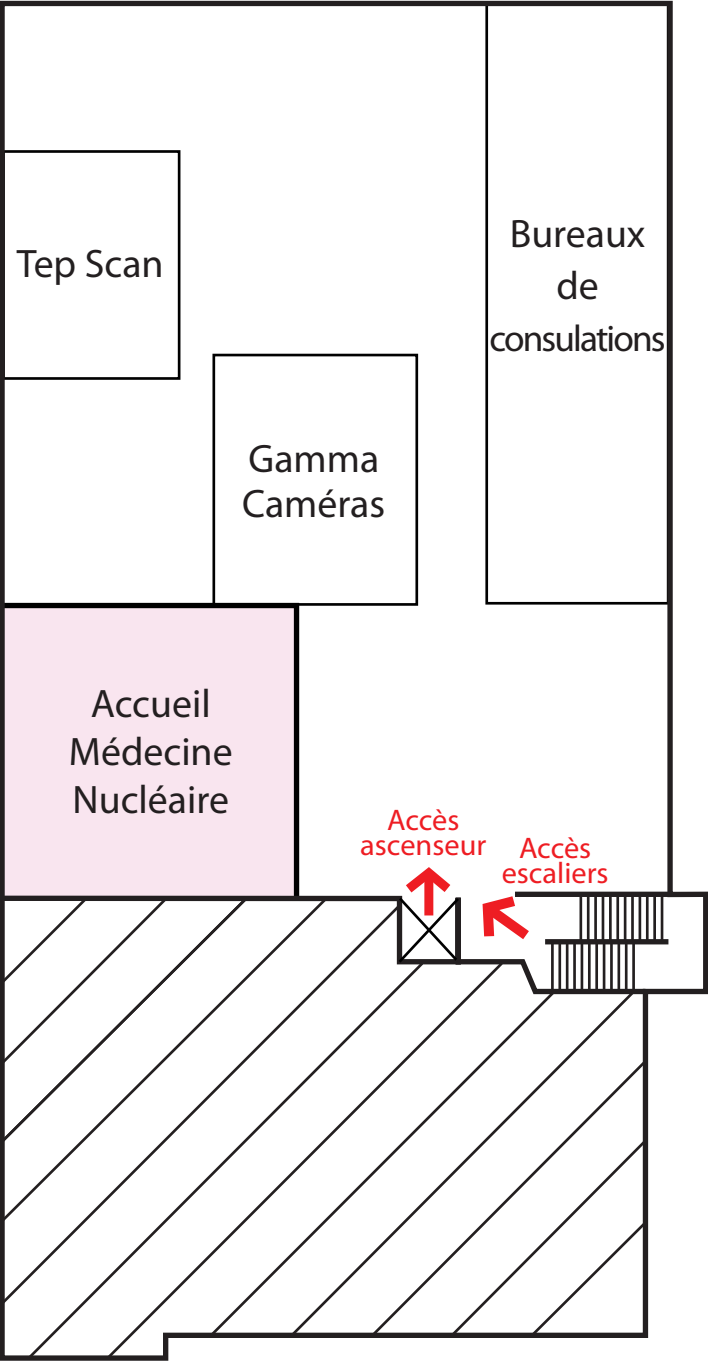 Tep Scan
Bureaux
de
consulations
Gamma
Caméras
Accueil
Médecine
Nucléaire
Accès
ascenseur
Accès
escaliers